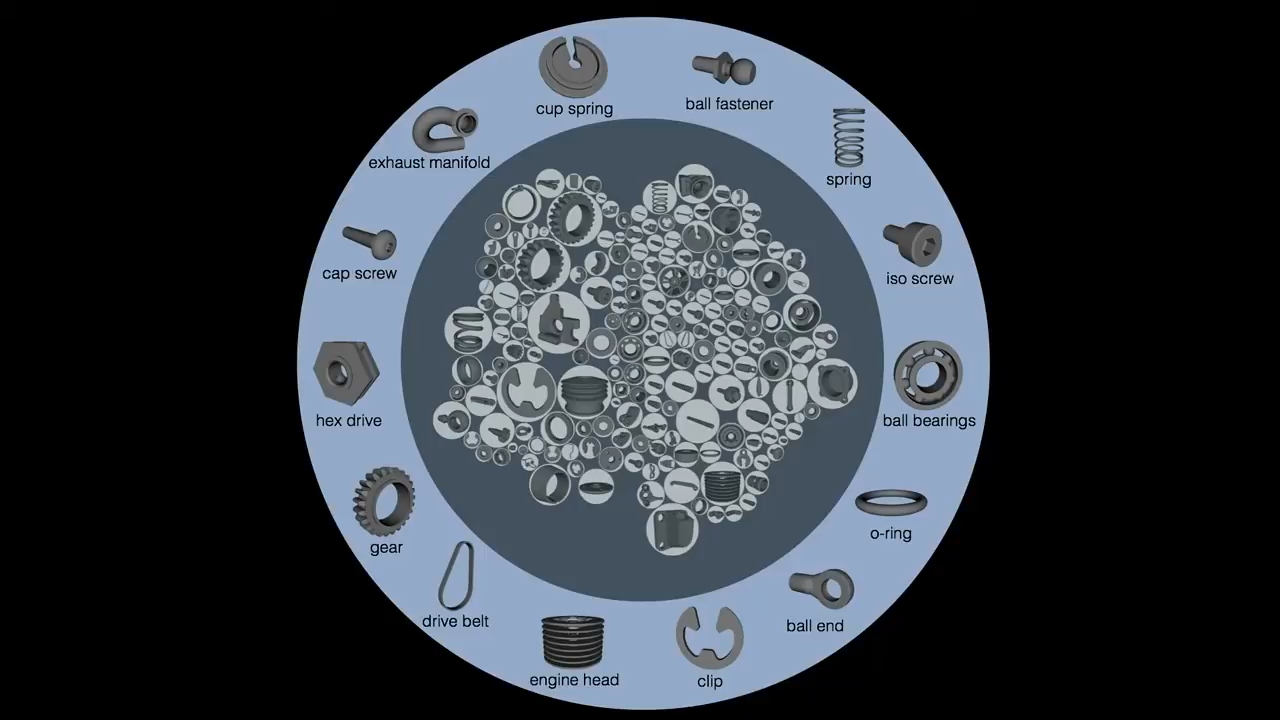 cup spring
ball fastener
exhaust manifold
spring
cap screw
iso screw
hex drive
ball bearings
gear
o-ring
drive belt
ball end
engine head
clip